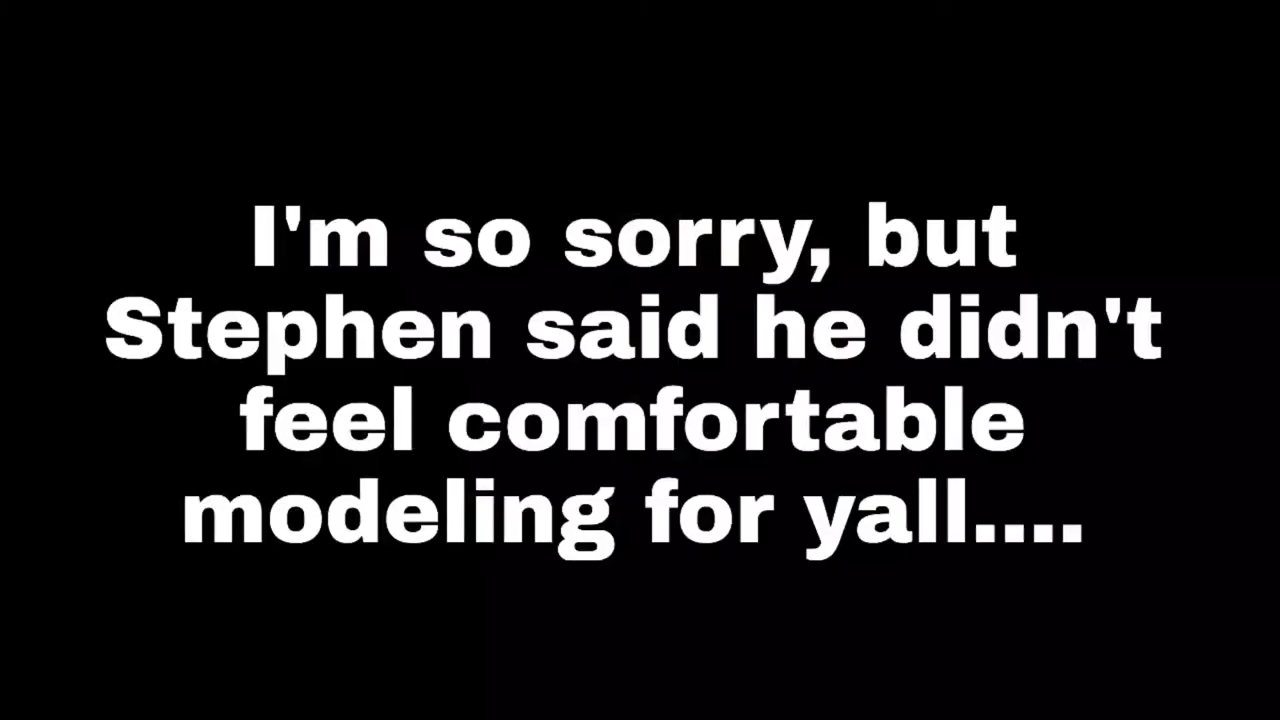 I'm so sorry, but
Stephen said he didn't
feel comfortable
modeling for yall....